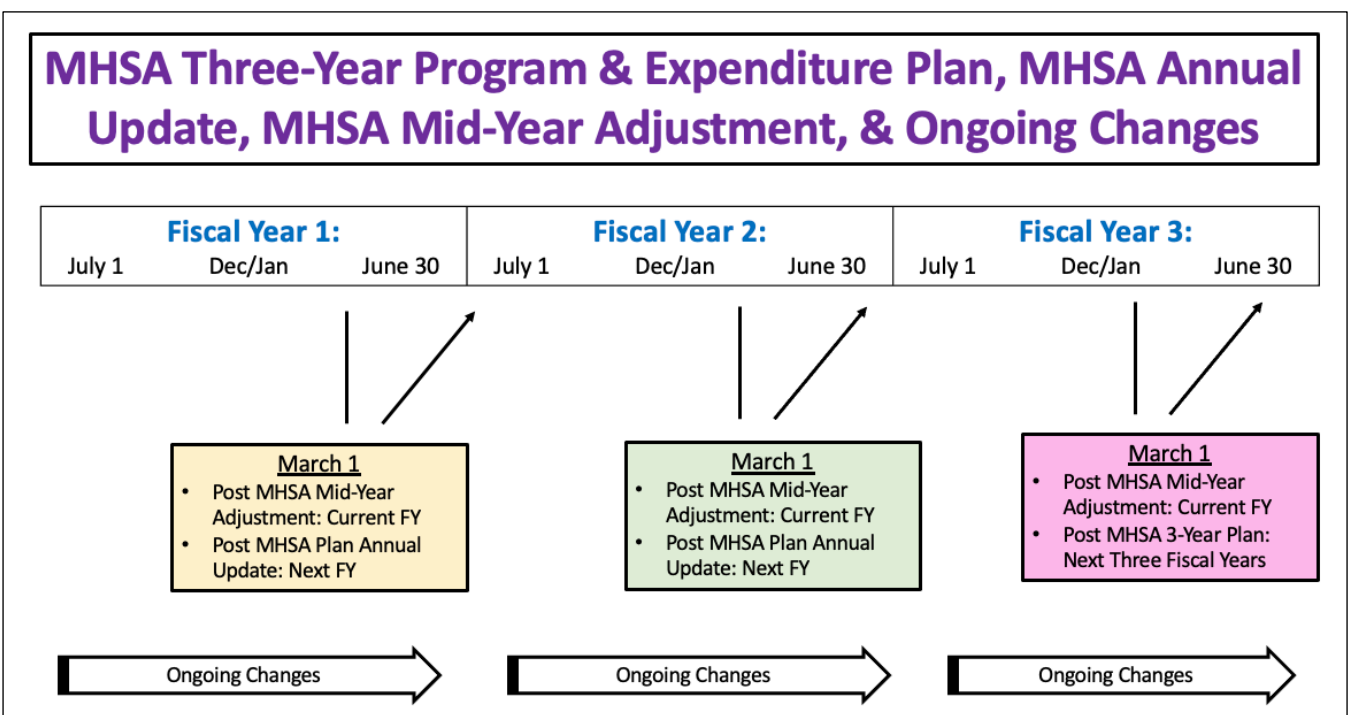 MHSA Three-Year Program & Expenditure Plan, MHSA Annual
Update, MHSA Mid-Year Adjustment, & Ongoing Changes
Fiscal Year 1:
July 1 Dec/Jan June 30
Fiscal Year 2:
July 1 Dec/Jan June 30
Fiscal Year 3:
July 1 Dec/Jan June 30
March 1
• Post MHSA Mid-Year
Adjustment: Current FY
• Post MHSA Plan Annual
Update: Next FY
March 1
• Post MHSA Mid-Year
Adjustment: Current FY
• Post MHSA Plan Annual
Update: Next FY
March 1
• Post MHSA Mid-Year
Adjustment: Current FY
• Post MHSA 3-Year Plan:
Next Three Fiscal Years
Ongoing Changes
Ongoing Changes
Ongoing Changes